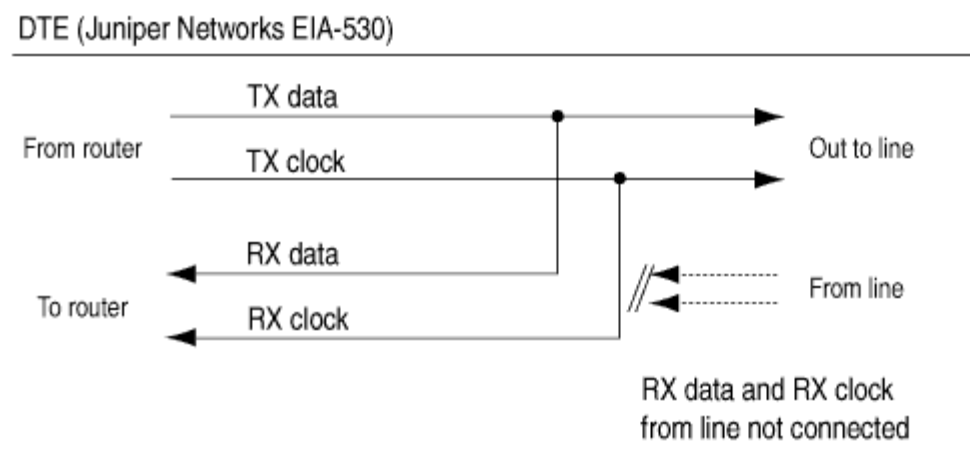 DTE (Juniper Networks EIA-530)
TX data
From router
Out to line
TX clock
RX data
From line
To router
RX clock
RX data and RX clock
from line not connected